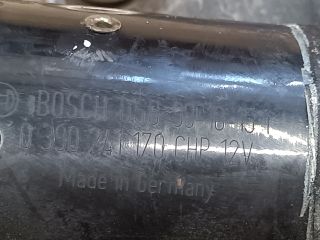 BOSCH
0 390 241 170 CHP 12V
Made in Germany